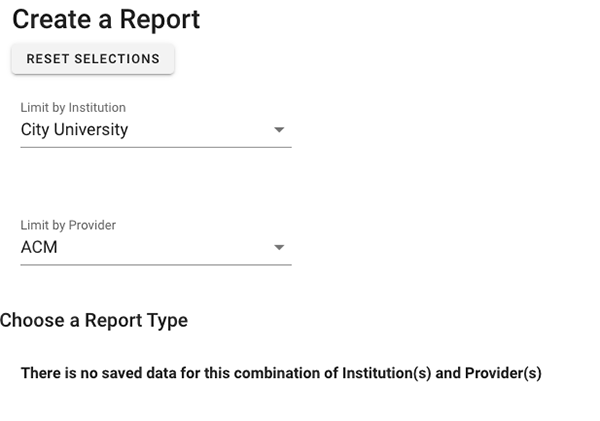 Create a Report
RESET SELECTIONS
Limit by Institution
City University
Limit by Provider
ACM
Choose a Report Type
There is no saved data for this combination of Institution(s) and Provider(s)